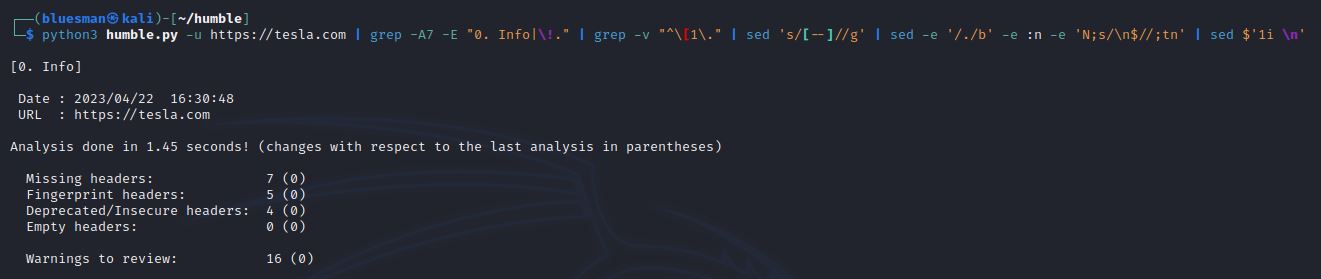 ┌──(bluesman㉿kali)-[~/humble]
└─$ python3 humble.py -u https://tesla.com | grep -A7 -E "0. Info|\!." | grep -v "^\[1\." | sed 's/[--]//g' | sed -e '/./b' -e :n -e 'N;s/\n$//;tn' | sed $'1i \n'
[0. Info]
Date : 2023/04/22  16:30:48
URL  : https://tesla.com
Analysis done in 1.45 seconds! (changes with respect to the last analysis in parentheses)
Missing headers:              7 (0)
Fingerprint headers:          5 (0)
Deprecated/Insecure headers:  4 (0)
Empty headers:                0 (0)
Warnings to review:           16 (0)